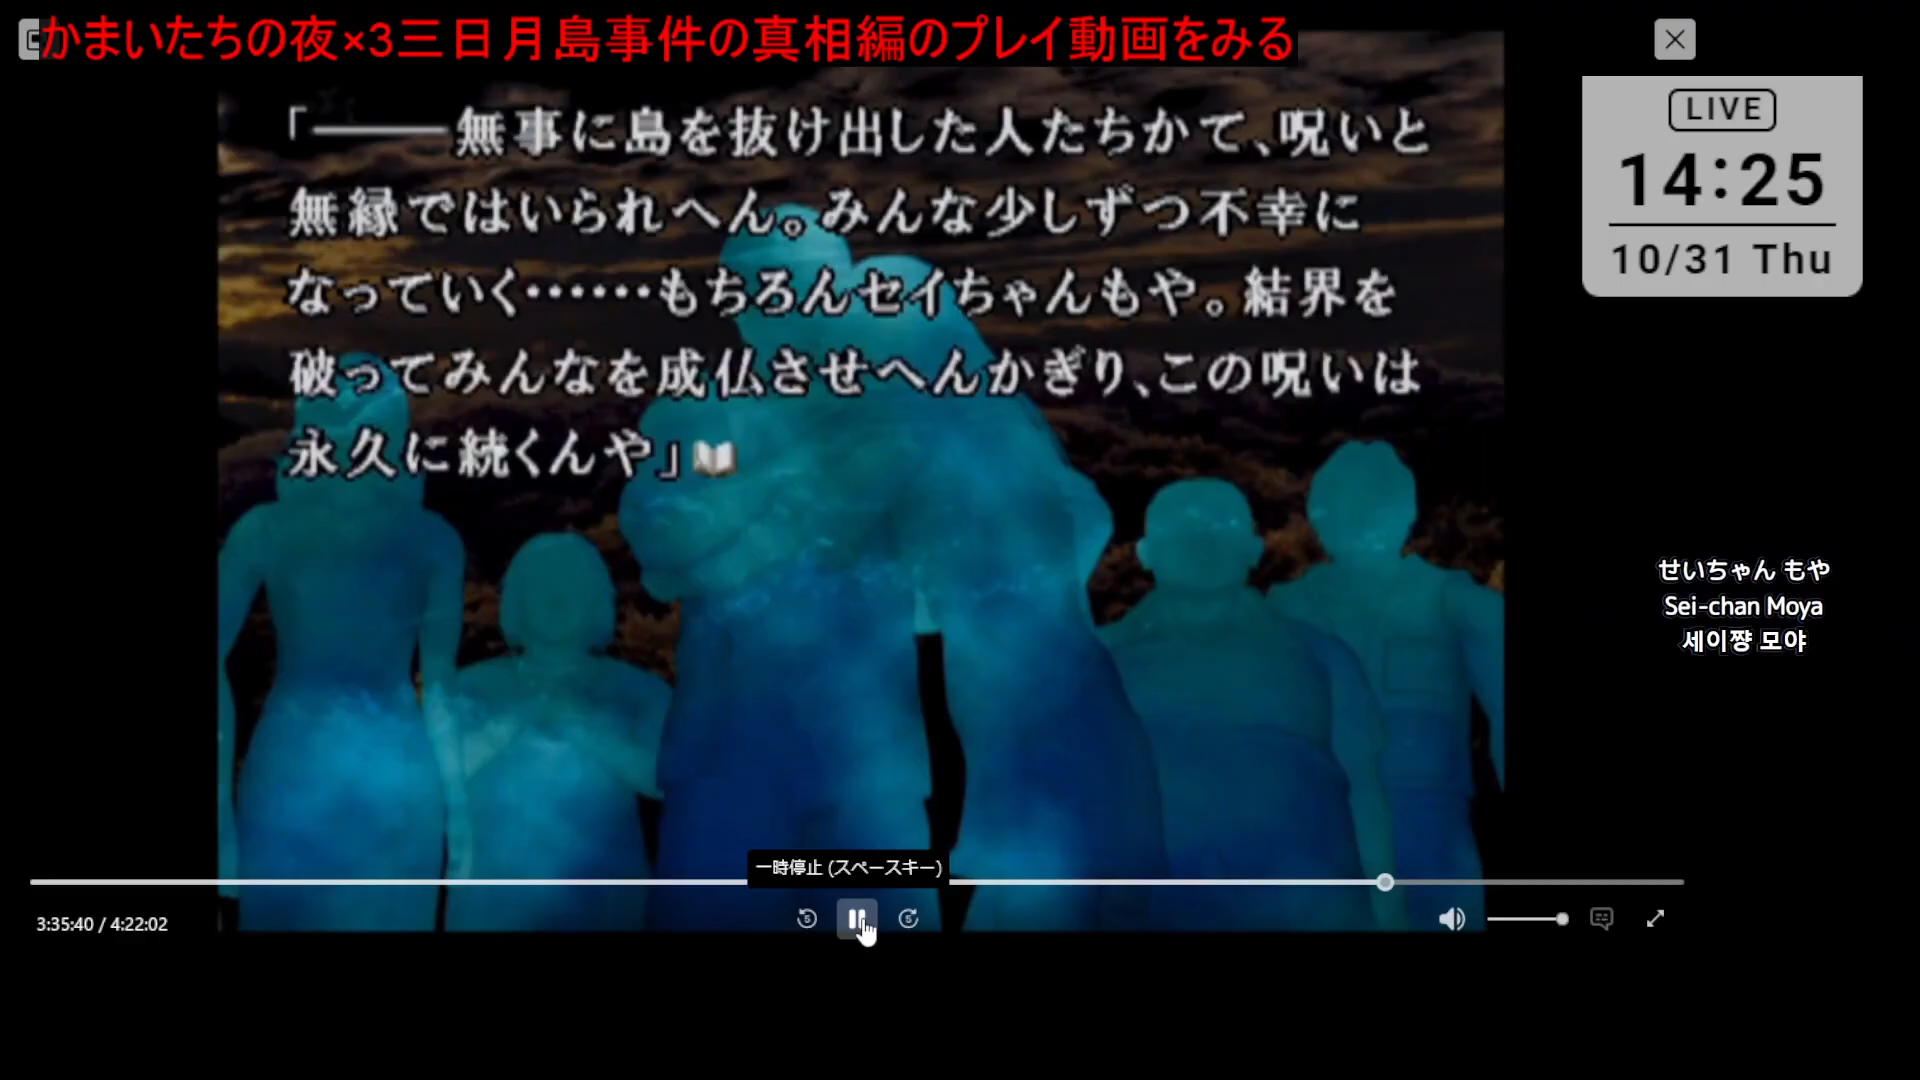 かまいたちの夜×3三日月島事件の真相編のプレイ動画をみる
「―――無事に島を抜け出した人たちかて、呪いと
無縁ではいられへん。みんな少しずつ不幸に
なっていく……もちろんセイちゃんもや。結界を
破ってみんなを成仏させへんかぎり、この呪いは
永久に続くんや」
LIVE
14:25
10/31 Thu
せいちゃん もや
Sei-chan Moya
세이쨩 모야
一時停止 (スペースキー)
3:35:40 / 4:22:02
5
5